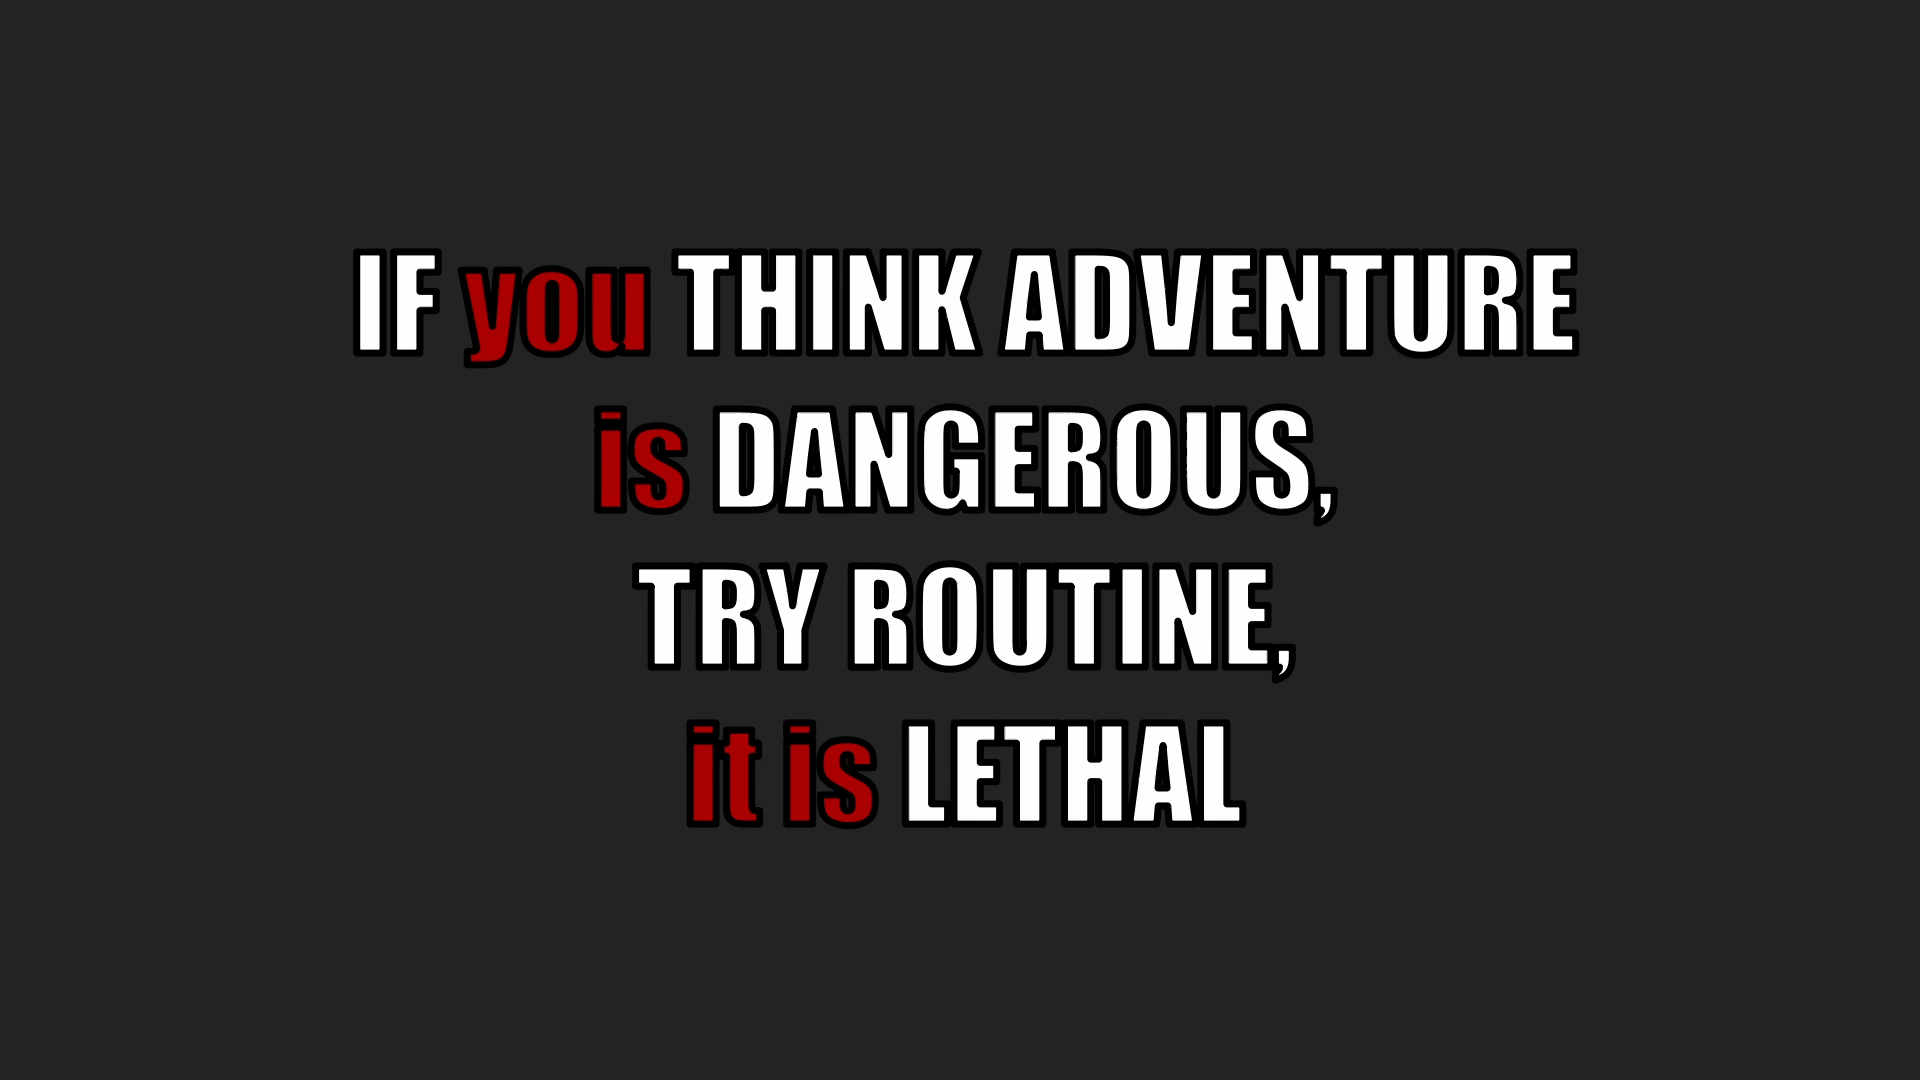 IF you THINK ADVENTURE
is DANGEROUS,
TRY ROUTINE,
it is LETHAL